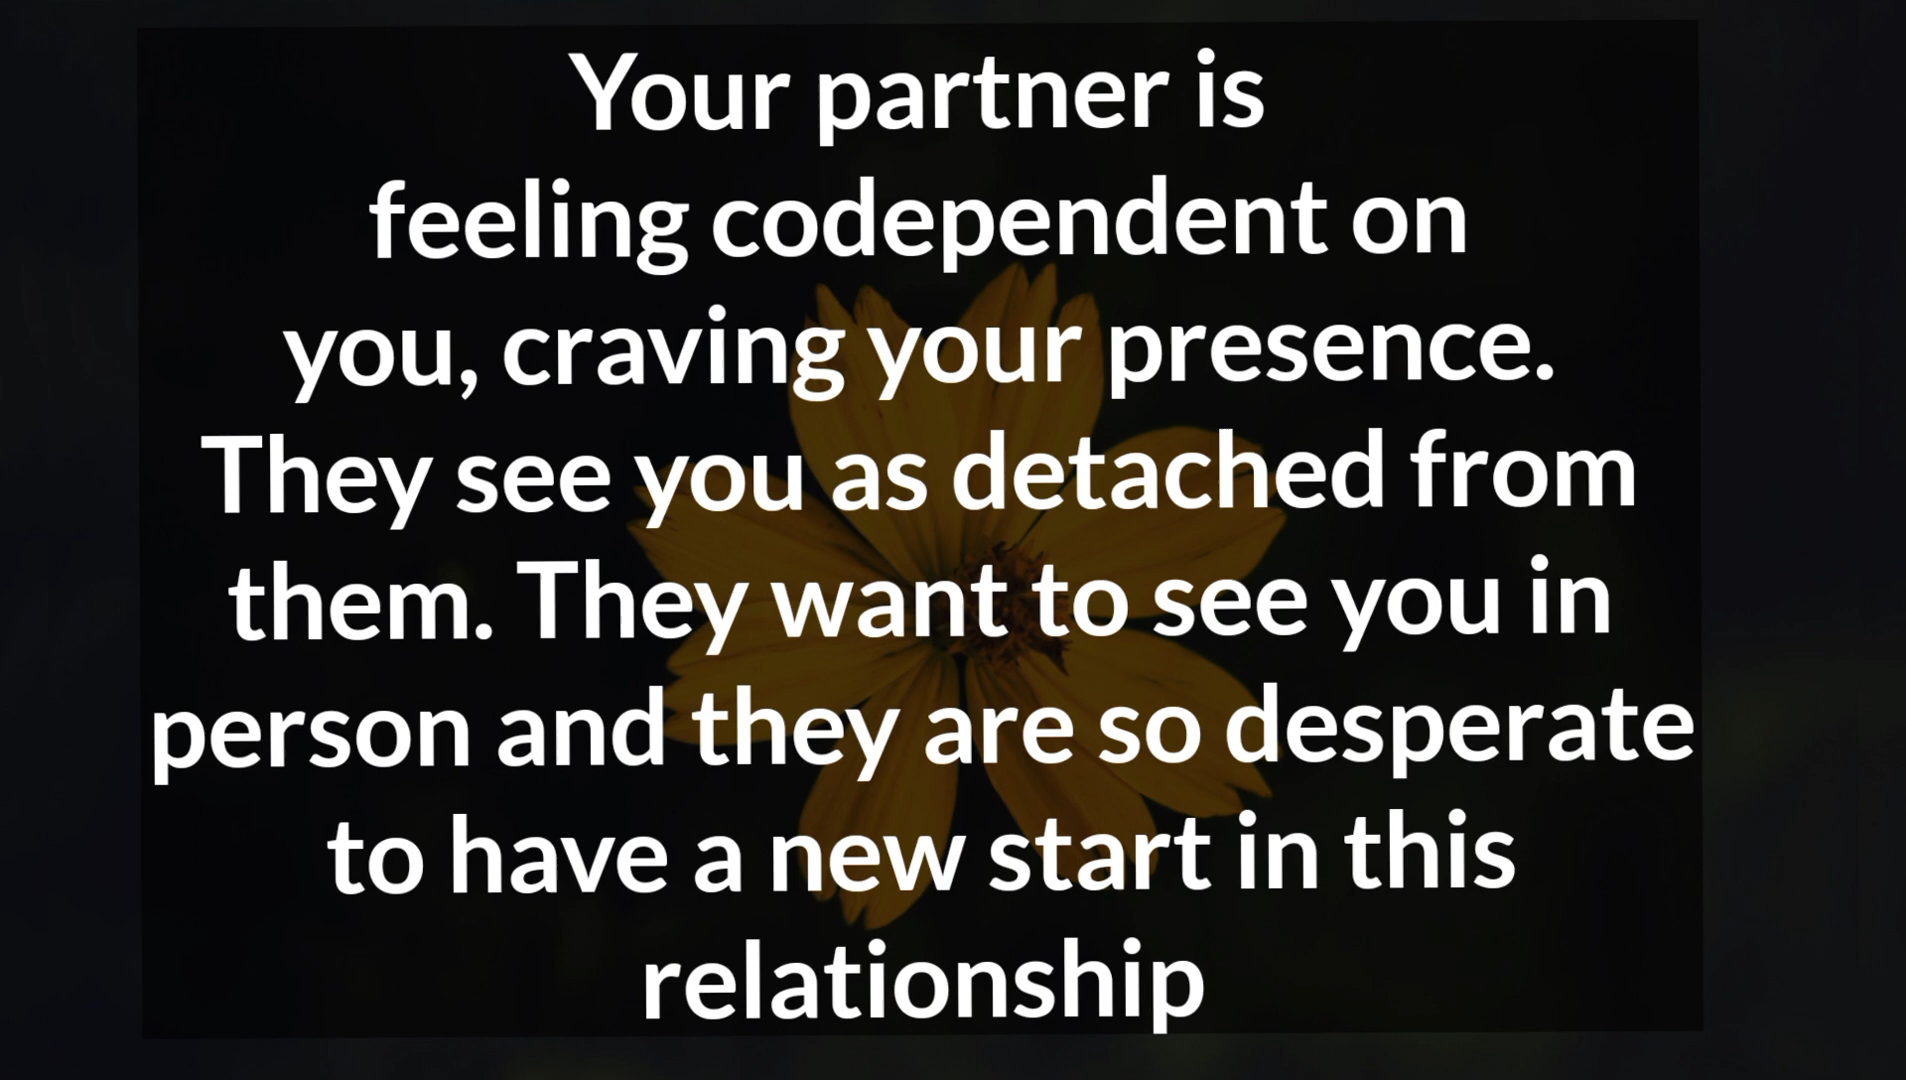 Your partner is
feeling codependent on
you, craving your presence.
They see you as detached from
them. They want to see you in
person and they are so desperate
to have a new start in this
relationship